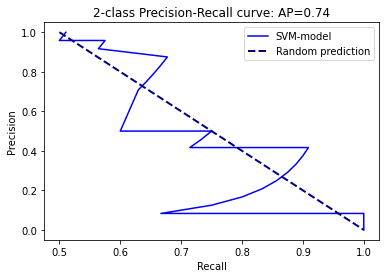 2-class Precision-Recall curve: AP=0.74
SVM-model
Random prediction
Precision
1.0
0.8
0.6
0.4
0.2
0.0
0.5 0.6 0.7 0.8 0.9 1.0
Recall